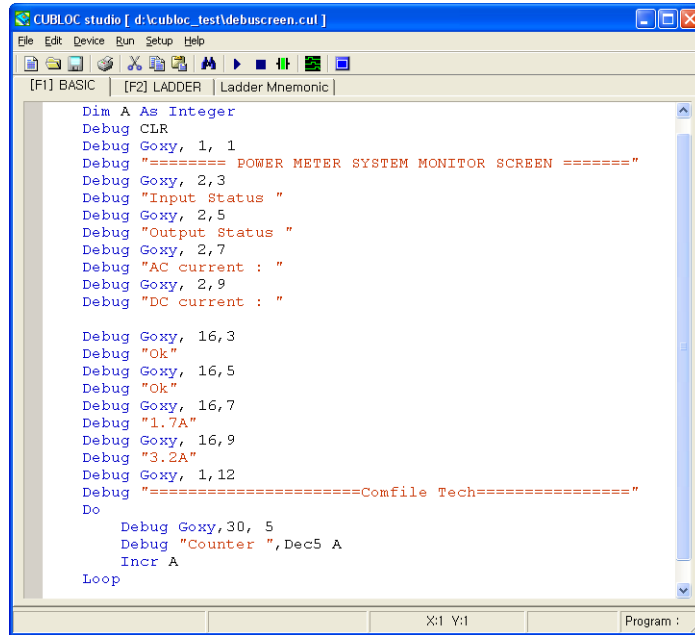 CUBLOC studio [ d:\cubloc_test\debuscreen.cul ]
File Edit Device Run Setup Help
[F1] BASIC [F2] LADDER Ladder Mnemonic
Dim A As Integer
Debug CLR
Debug Goxy, 1, 1
Debug "======== POWER METER SYSTEM MONITOR SCREEN ======="
Debug Goxy, 2,3
Debug "Input Status "
Debug Goxy, 2,5
Debug "Output Status "
Debug Goxy, 2,7
Debug "AC current : "
Debug Goxy, 2,9
Debug "DC current : "
Debug Goxy, 16,3
Debug "Ok"
Debug Goxy, 16,5
Debug "Ok"
Debug Goxy, 16,7
Debug "1.7A"
Debug Goxy, 16,9
Debug "3.2A"
Debug Goxy, 1,12
Debug "======================Comfile Tech================"
Do
Debug Goxy,30, 5
Debug "Counter ",Dec5 A
Incr A
Loop
X:1 Y:1 Program :